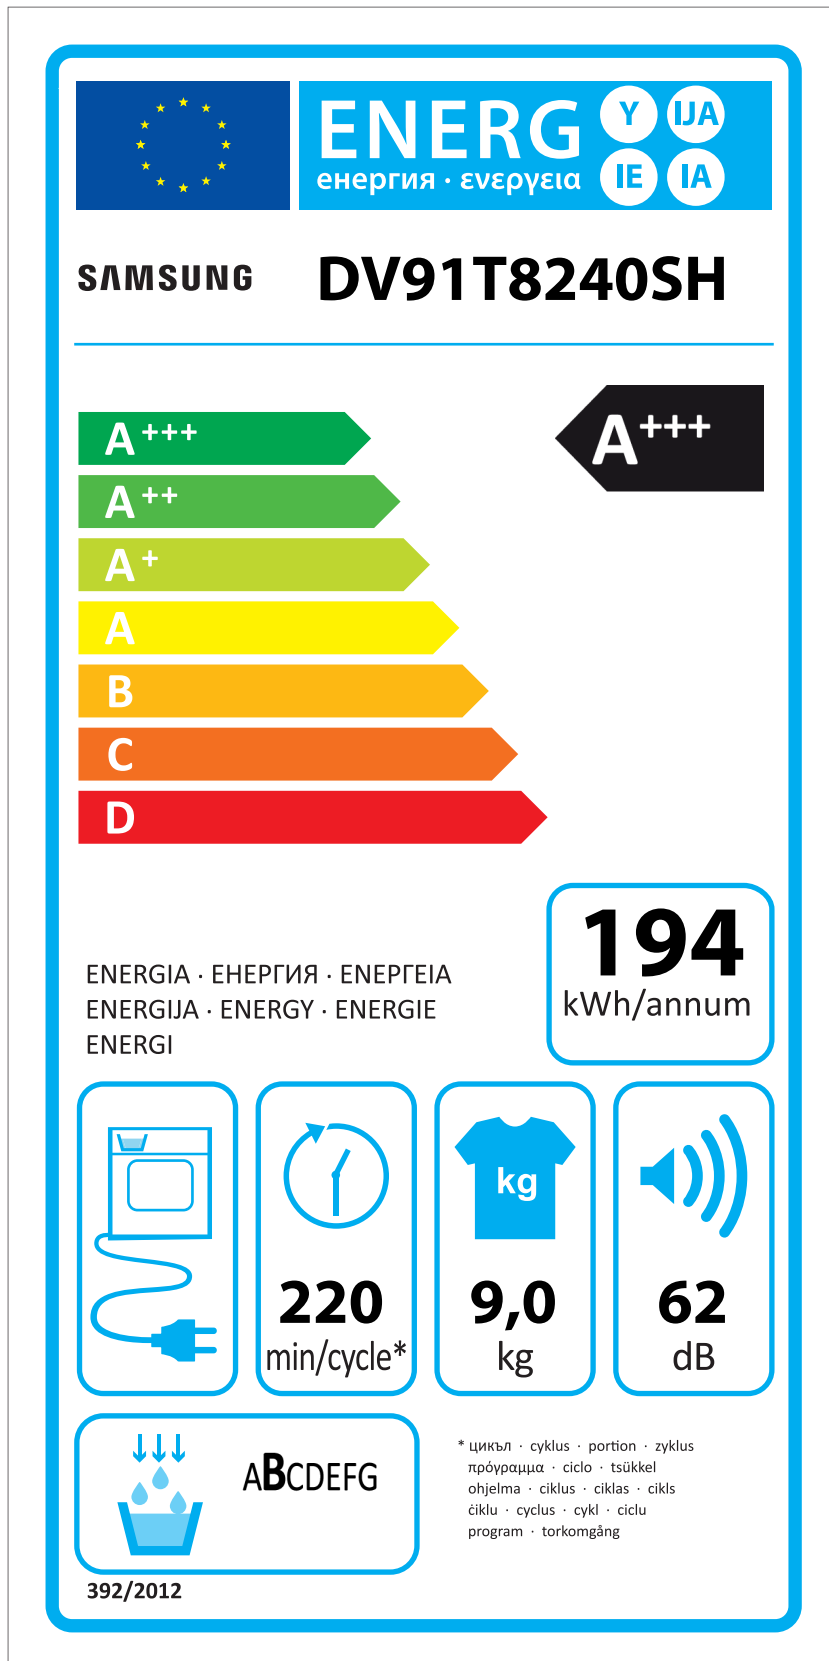 ENERG Y IJA
IE IA
енергия · ενεργεια
SAMSUNG DV91T8240SH
A+++
A+++
A++
A+
A
B
C
D
194
kWh/annum
ENERGIA · ЕНЕРГИЯ · ΕΝΕΡΓΕΙΑ
ENERGIJA · ENERGY · ENERGIE
ENERGI
kg
220
min/cycle*
9,0
kg
62
dB
ABCDEFG
* цикъл · cyklus · portion · zyklus
πρόγραμμα · ciclo · tsükkel
ohjelma · ciklus · ciklas · cikls
ċiklu · cyclus · cykl · ciclu
program · torkomgång
392/2012